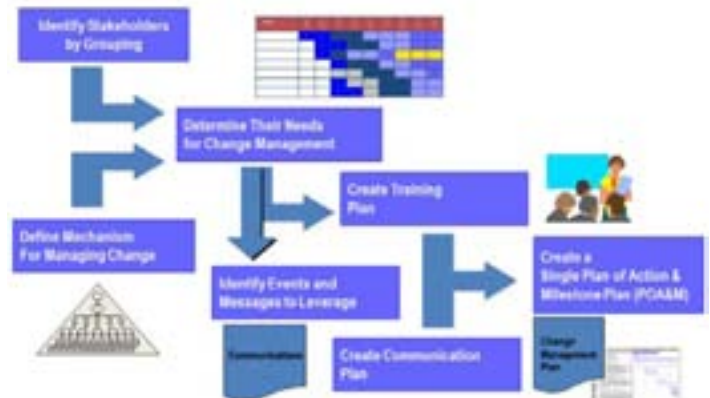 Identify Stakeholders
by Grouping
Determine Their Needs
for Change Management
Create Training
Plan
Define Mechanism
For Managing Change
Identify Events and
Messages to Leverage
Create a
Single Plan of Action &
Milestone Plan (POA&M)
Communications
Create Communication
Plan
Change
Management
Plan